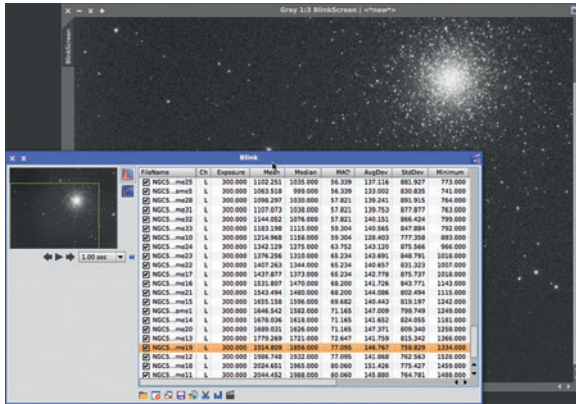 Gray 1:3 BlinkScreen | <*new*>
BlinkScreen
Blink
FileName Ch Exposure Mean Median MAD AvgDev StdDev Minimum
NGC5...me25 L 300.000 1102.251 1035.000 56.339 137.116 881.927 773.000
NGC5...ame5 L 300.000 1063.518 995.000 56.339 133.002 830.835 741.000
NGC5...me28 L 300.000 1098.297 1030.000 57.821 139.241 891.915 764.000
NGC5...me31 L 300.000 1107.073 1038.000 57.821 139.753 877.877 763.000
NGC5...me32 L 300.000 1144.052 1076.000 57.821 140.151 866.424 799.000
NGC5...me33 L 300.000 1183.198 1115.000 59.304 140.565 847.884 792.000
NGC5...me10 L 300.000 1214.968 1158.000 59.304 128.403 777.358 893.000
NGC5...me24 L 300.000 1342.129 1275.000 63.752 143.120 875.566 966.000
NGC5...me23 L 300.000 1376.256 1310.000 65.234 143.691 848.791 1018.000
NGC5...me22 L 300.000 1407.263 1344.000 65.234 140.657 831.323 1007.000
NGC5...me17 L 300.000 1437.877 1373.000 65.234 142.778 875.737 1018.000
NGC5...me16 L 300.000 1531.807 1470.000 68.200 141.726 843.771 1143.000
NGC5...me21 L 300.000 1543.494 1480.000 68.200 144.086 802.494 1115.000
NGC5...me15 L 300.000 1655.158 1596.000 69.682 140.443 819.197 1242.000
NGC5...ame1 L 300.000 1646.542 1582.000 71.165 147.009 799.749 1249.000
NGC5...me14 L 300.000 1678.036 1618.000 71.165 141.652 824.055 1181.000
NGC5...me20 L 300.000 1689.031 1626.000 71.165 147.371 809.340 1258.000
NGC5...me13 L 300.000 1779.269 1721.000 72.647 141.759 815.342 1366.000
NGC5...me19 L 300.000 1914.809 1856.000 77.095 146.767 758.829 1334.000
NGC5...me12 L 300.000 1986.748 1932.000 77.095 141.868 762.563 1528.000
NGC5...me18 L 300.000 2024.651 1965.000 80.060 151.426 775.427 1459.000
NGC5...me11 L 300.000 2044.452 1988.000 80.060 145.880 764.781 1488.000
1.00 sec